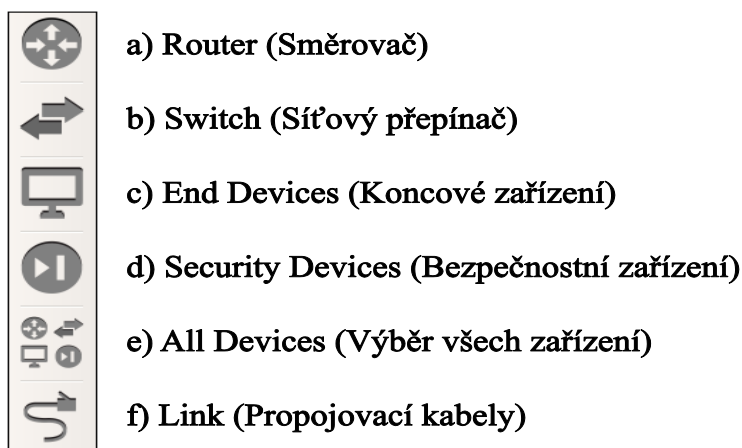 a) Router (Směrovač)
b) Switch (Síťový přepínač)
c) End Devices (Koncové zařízení)
d) Security Devices (Bezpečnostní zařízení)
e) All Devices (Výběr všech zařízení)
f) Link (Propojovací kabely)